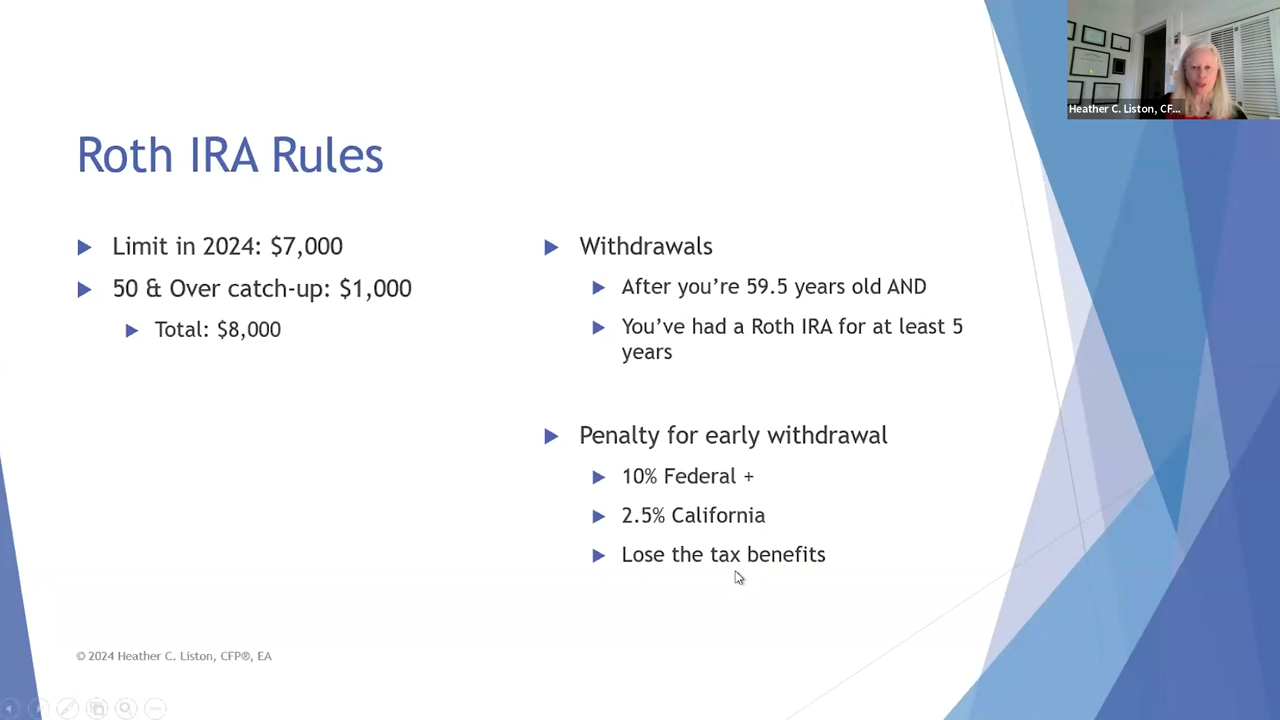 Heather C. Liston, CF...
Roth IRA Rules
Limit in 2024: $7,000
50 & Over catch-up: $1,000
Total: $8,000
Withdrawals
After you’re 59.5 years old AND
You’ve had a Roth IRA for at least 5
years
Penalty for early withdrawal
10% Federal +
2.5% California
Lose the tax benefits
© 2024 Heather C. Liston, CFP®, EA